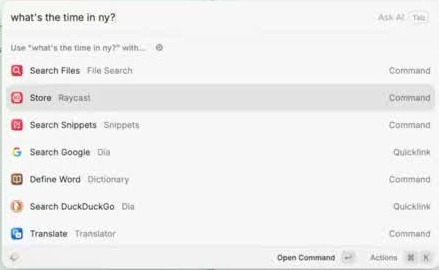 what's the time in ny? Ask AI Tab
Use "what's the time in ny?" with...
Search Files File Search Command
Store Raycast Command
Search Snippets Snippets Command
Search Google Dia Quicklink
Define Word Dictionary Command
Search DuckDuckGo Dia Quicklink
Translate Translator Command
Open Command ↵ Actions ⌘ K